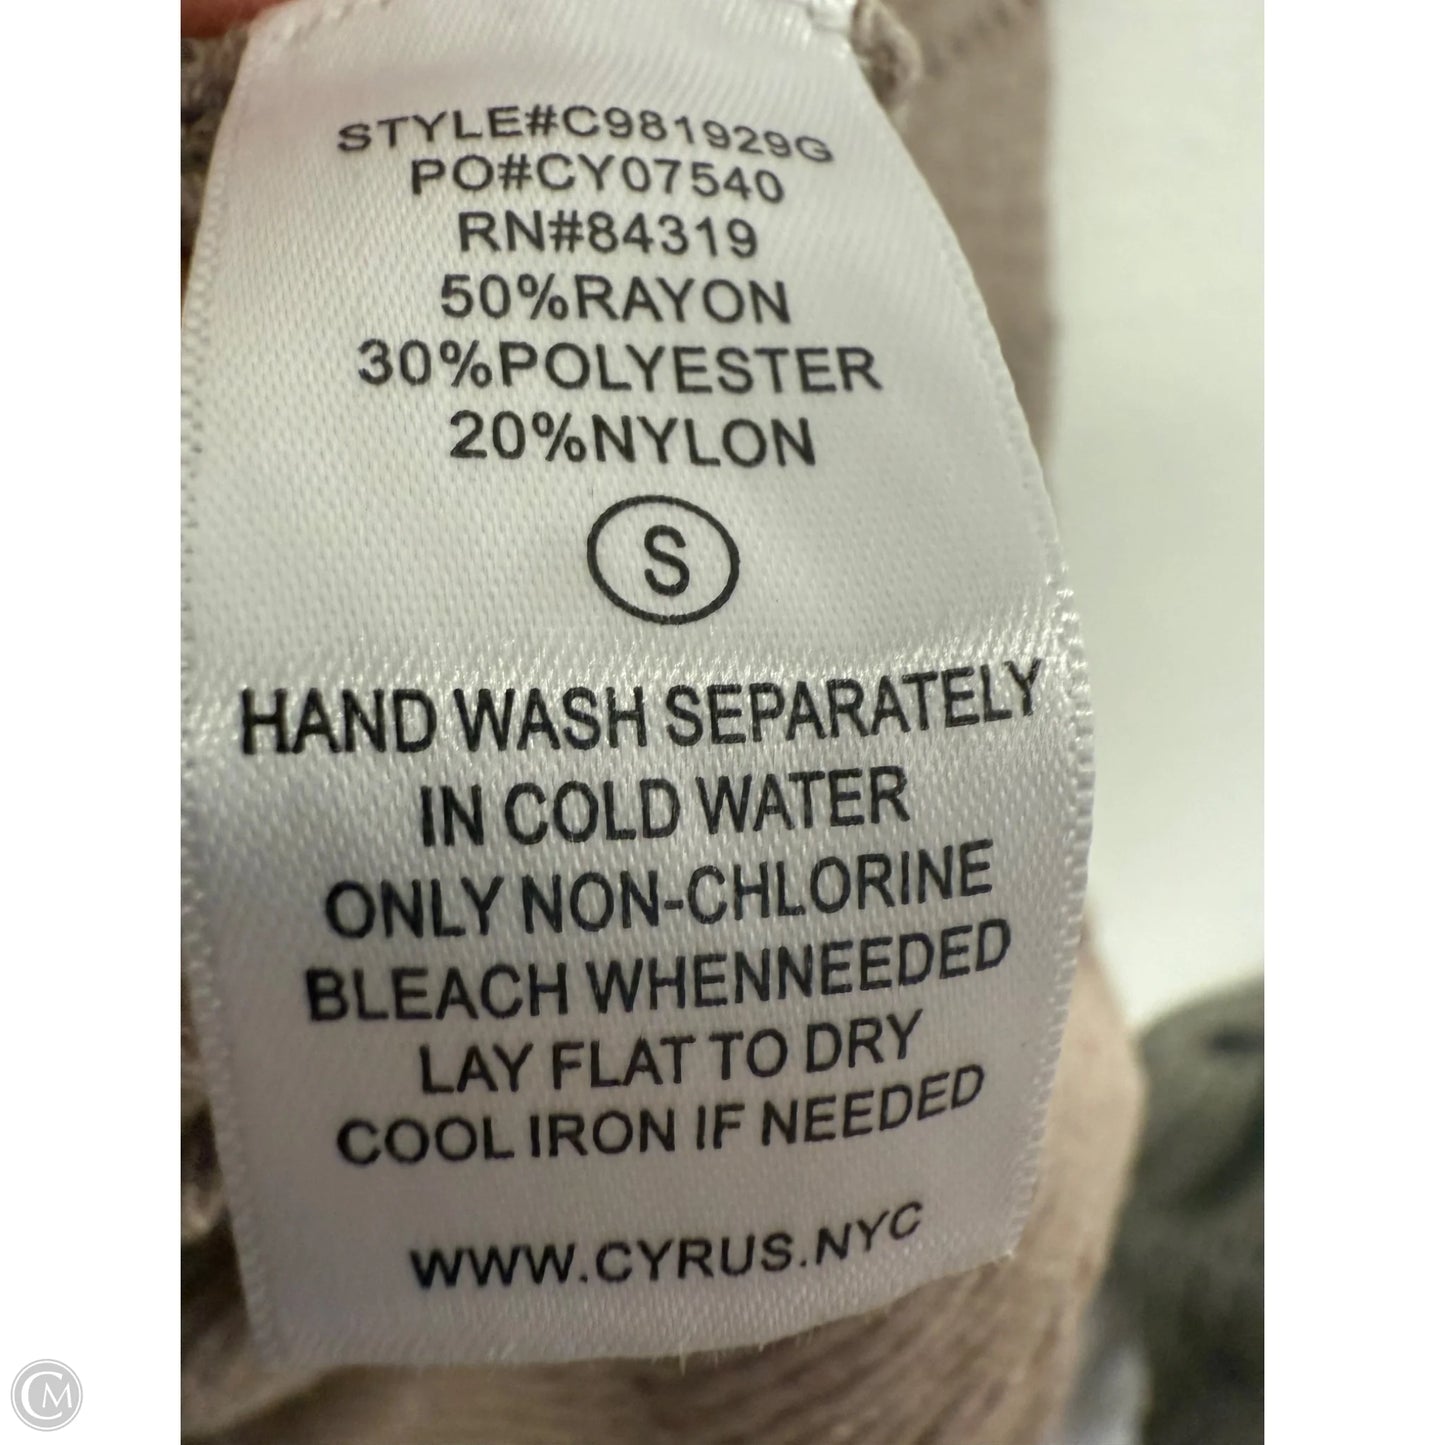 STYLE#C981929G
PO#CY07540
RN#84319
50%RAYON
30%POLYESTER
20%NYLON
S
HAND WASH SEPARATELY
IN COLD WATER
ONLY NON-CHLORINE
BLEACH WHENNEEDED
LAY FLAT TO DRY
COOL IRON IF NEEDED
WWW.CYRUS.NYC
CM